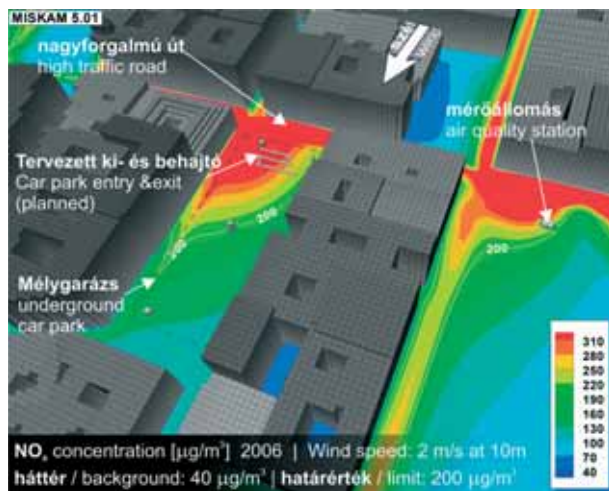 MISKAM 5.01
nagyforgalmú út
high traffic road
szél
wind
mérőállomás
air quality station
Tervezett ki- és behajtó
Car park entry &exit
(planned)
200
200
200
Mélygarázs
underground
car park
310
280
250
220
190
160
130
100
70
40
NOx concentration [µg/m³] 2006 | Wind speed: 2 m/s at 10m
háttér / background: 40 µg/m³ | határérték / limit: 200 µg/m³